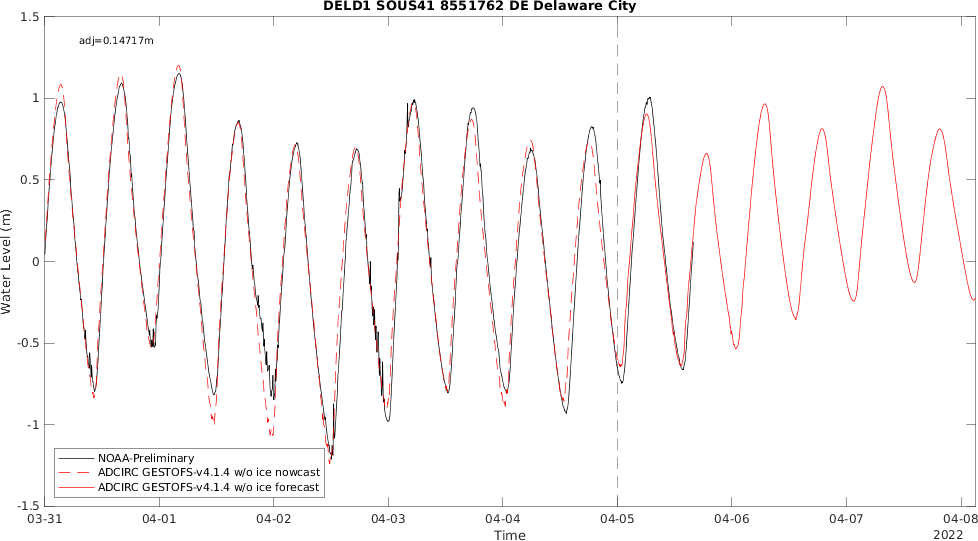 DELD1 SOUS41 8551762 DE Delaware City
adj=0.14717m
1.5
1
0.5
0
-0.5
-1
-1.5
Water Level (m)
NOAA-Preliminary
ADCIRC GESTOFS-v4.1.4 w/o ice nowcast
ADCIRC GESTOFS-v4.1.4 w/o ice forecast
03-31 04-01 04-02 04-03 04-04 04-05 04-06 04-07 04-08
Time
2022